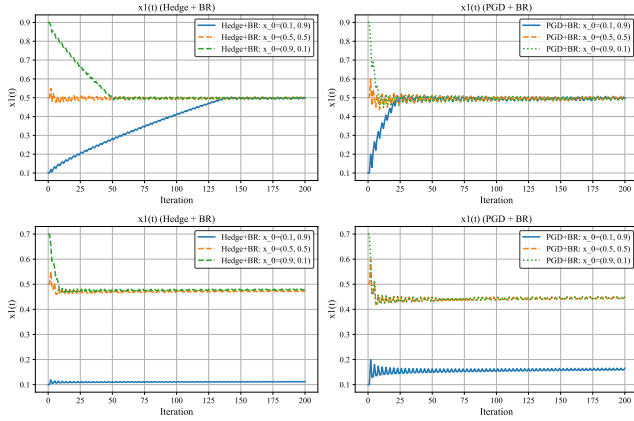 x1(t) (Hedge + BR)
0.9
0.8
0.7
0.6
0.5
0.4
0.3
0.2
0.1
x1(t)
Hedge+BR: x_0=(0.1, 0.9)
Hedge+BR: x_0=(0.5, 0.5)
Hedge+BR: x_0=(0.9, 0.1)
0 25 50 75 100 125 150 175 200
Iteration
x1(t) (PGD + BR)
0.9
0.8
0.7
0.6
0.5
0.4
0.3
0.2
0.1
x1(t)
PGD+BR: x_0=(0.1, 0.9)
PGD+BR: x_0=(0.5, 0.5)
PGD+BR: x_0=(0.9, 0.1)
0 25 50 75 100 125 150 175 200
Iteration
x1(t) (Hedge + BR)
0.7
0.6
0.5
0.4
0.3
0.2
0.1
x1(t)
Hedge+BR: x_0=(0.1, 0.9)
Hedge+BR: x_0=(0.5, 0.5)
Hedge+BR: x_0=(0.9, 0.1)
0 25 50 75 100 125 150 175 200
Iteration
x1(t) (PGD + BR)
0.7
0.6
0.5
0.4
0.3
0.2
0.1
x1(t)
PGD+BR: x_0=(0.1, 0.9)
PGD+BR: x_0=(0.5, 0.5)
PGD+BR: x_0=(0.9, 0.1)
0 25 50 75 100 125 150 175 200
Iteration